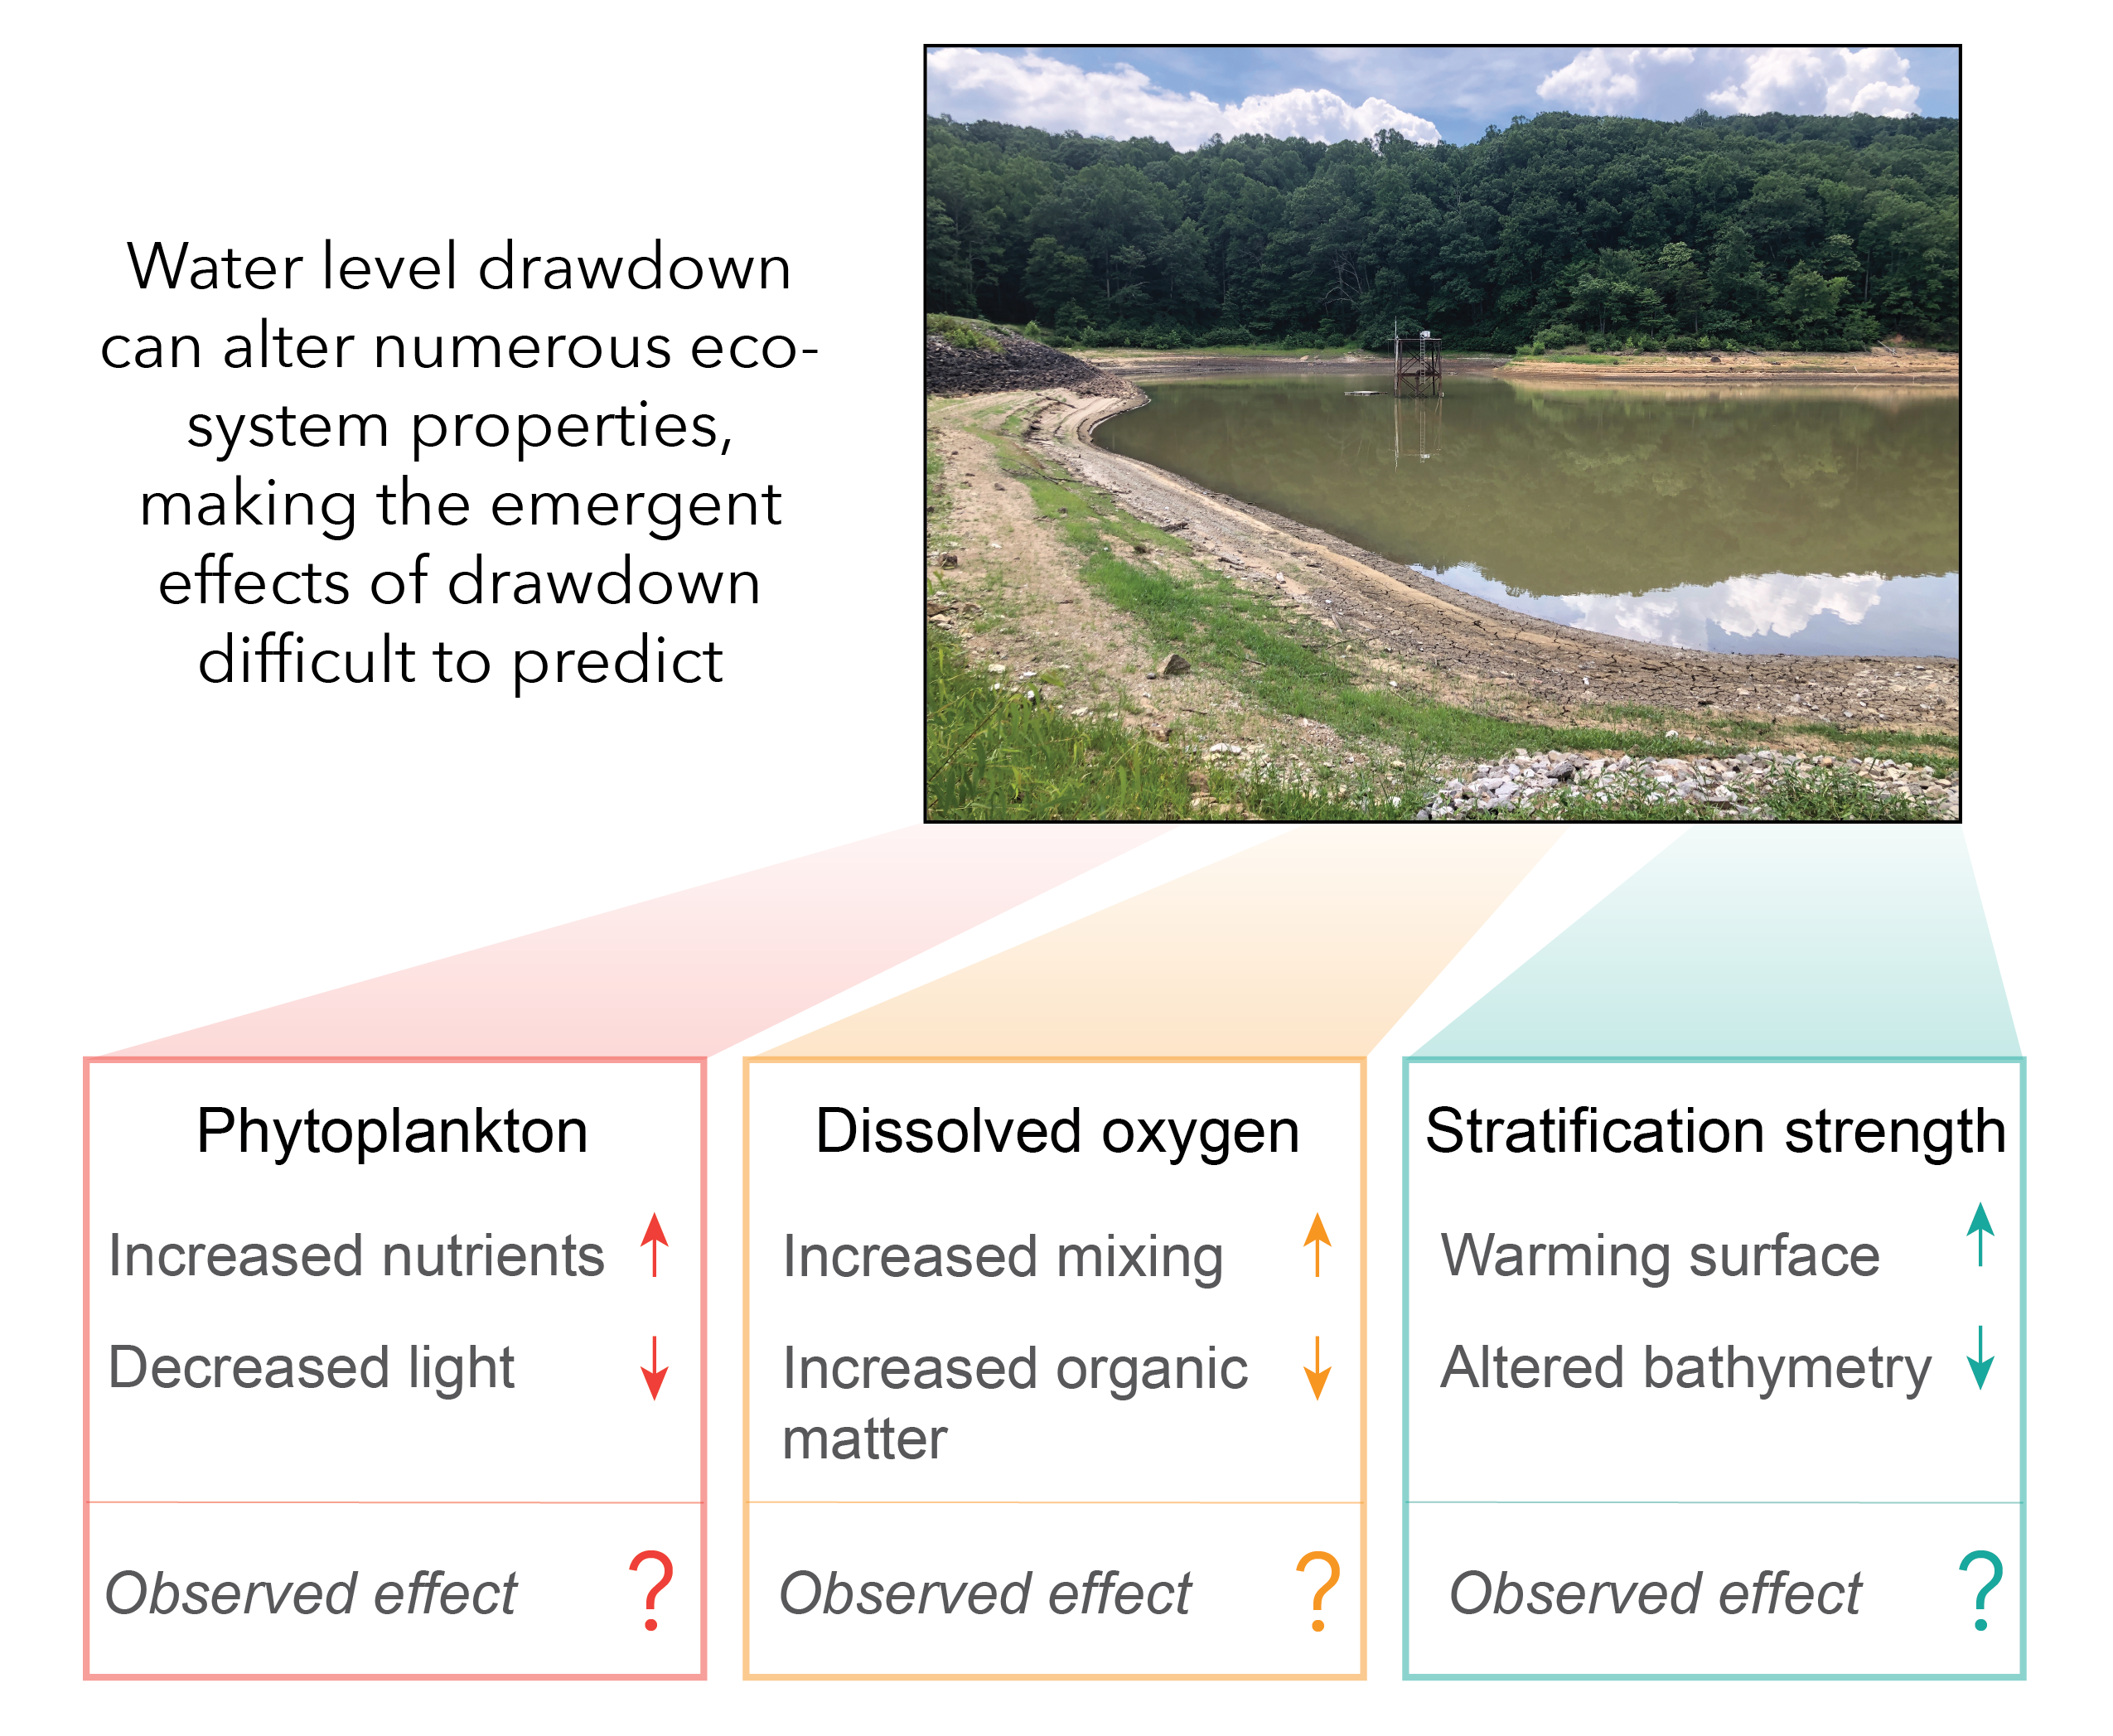 Water level drawdown
can alter numerous eco-
system properties,
making the emergent
effects of drawdown
difficult to predict
Phytoplankton
Increased nutrients
Decreased light
Observed effect ?
Dissolved oxygen
Increased mixing
Increased organic
matter
Observed effect ?
Stratification strength
Warming surface
Altered bathymetry
Observed effect ?